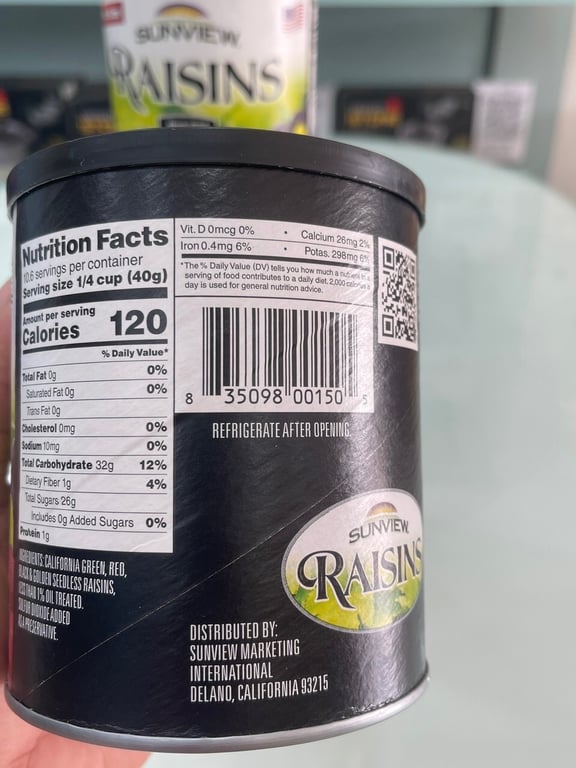 SUNVIEW
RAISINS
Nutrition Facts
10.6 servings per container
Serving size 1/4 cup (40g)
Amount per serving
Calories 120
% Daily Value*
Total Fat 0g 0%
Saturated Fat 0g 0%
Trans Fat 0g
Cholesterol 0mg 0%
Sodium 10mg 0%
Total Carbohydrate 32g 12%
Dietary Fiber 1g 4%
Total Sugars 26g
Includes 0g Added Sugars 0%
Protein 1g
Vit. D 0mcg 0% • Calcium 26mg 2%
Iron 0.4mg 6% • Potas. 298mg 6%
*The % Daily Value (DV) tells you how much a nutrient in a
serving of food contributes to a daily diet. 2,000 calories a
day is used for general nutrition advice.
8 35098 00150 5
REFRIGERATE AFTER OPENING
INGREDIENTS: CALIFORNIA GREEN, RED,
BLACK & GOLDEN SEEDLESS RAISINS,
LESS THAN 1% OIL TREATED.
SULFUR DIOXIDE ADDED
AS A PRESERVATIVE.
SUNVIEW
RAISINS
DISTRIBUTED BY:
SUNVIEW MARKETING
INTERNATIONAL
DELANO, CALIFORNIA 93215